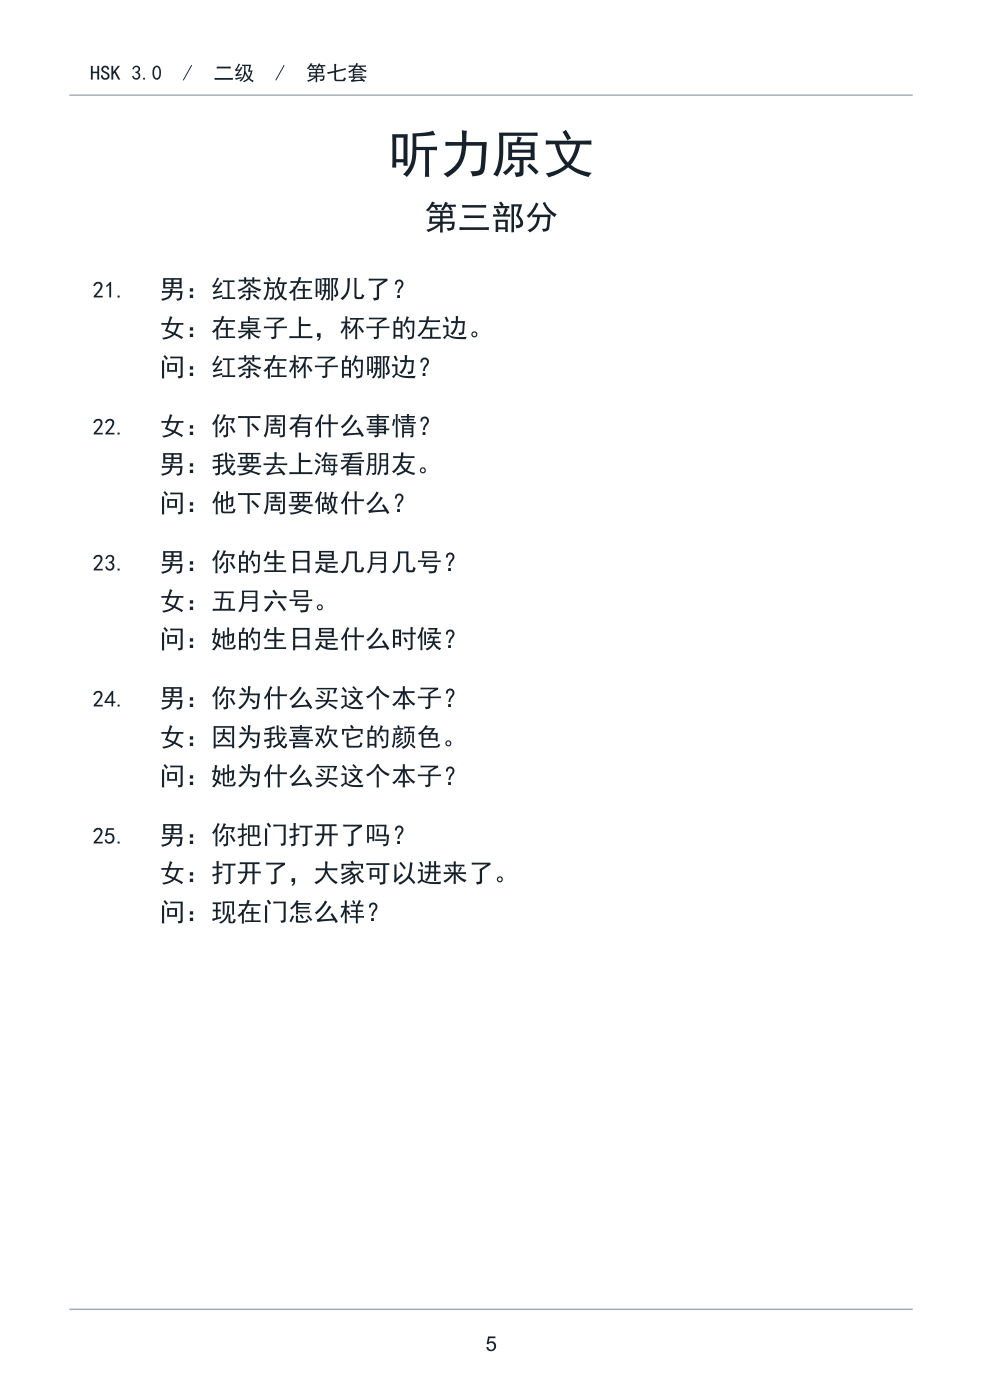 HSK 3.0 / 二级 / 第七套
听力原文
第三部分
21. 男：红茶放在哪儿了？
女：在桌子上，杯子的左边。
问：红茶在杯子的哪边？
22. 女：你下周有什么事情？
男：我要去上海看朋友。
问：他下周要做什么？
23. 男：你的生日是几月几号？
女：五月六号。
问：她的生日是什么时候？
24. 男：你为什么买这个本子？
女：因为我喜欢它的颜色。
问：她为什么买这个本子？
25. 男：你把门打开了吗？
女：打开了，大家可以进来了。
问：现在门怎么样？
5